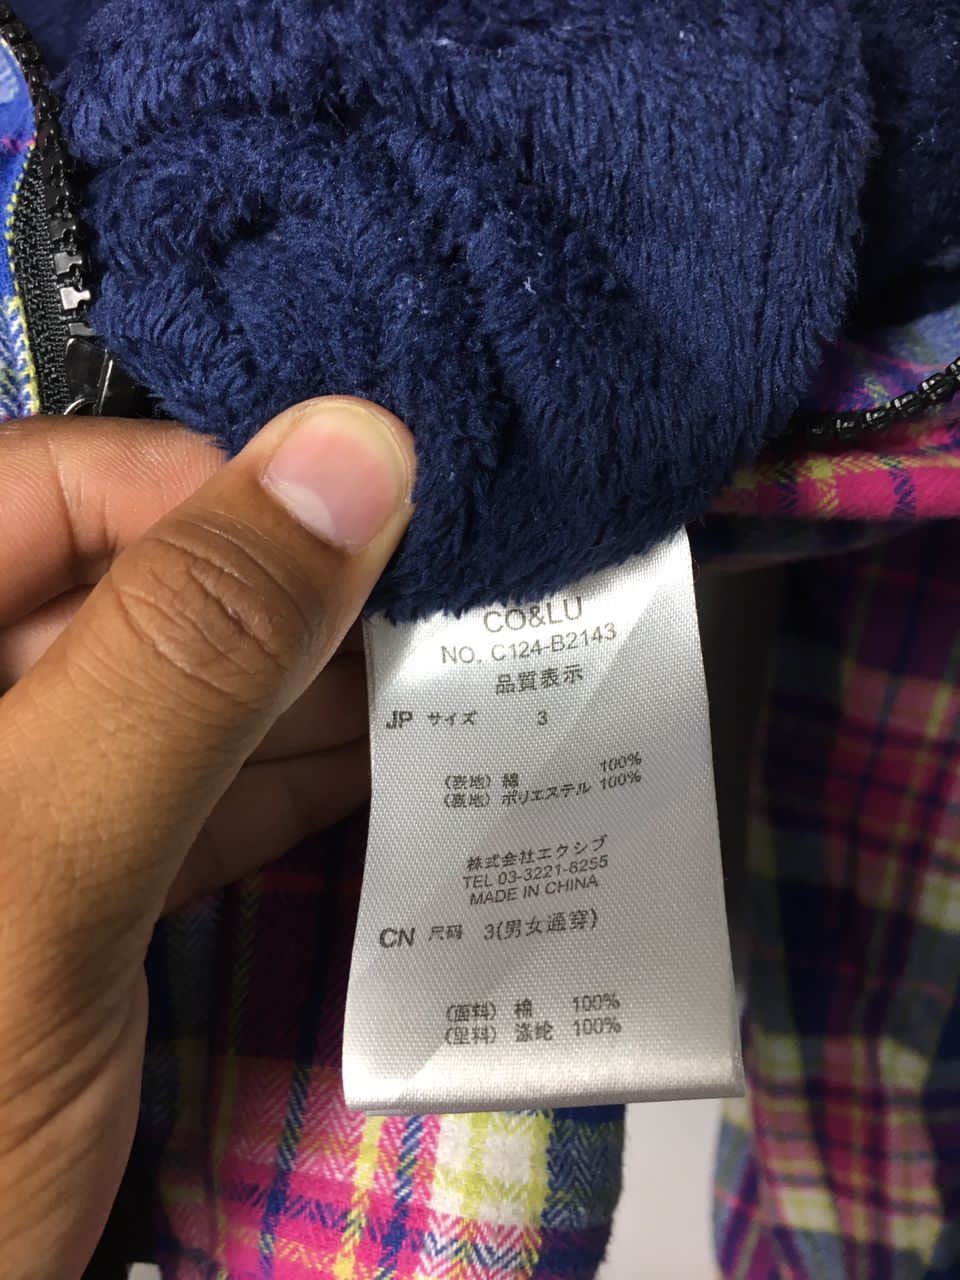 CO&LU
NO. C124-B2143
品質表示
JP サイズ 3
(表地) 綿 100%
(裏地) ポリエステル 100%
株式会社エクシブ
TEL 03-3221-8255
MADE IN CHINA
CN 尺码 3(男女通穿)
(面料) 棉 100%
(里料) 涤纶 100%